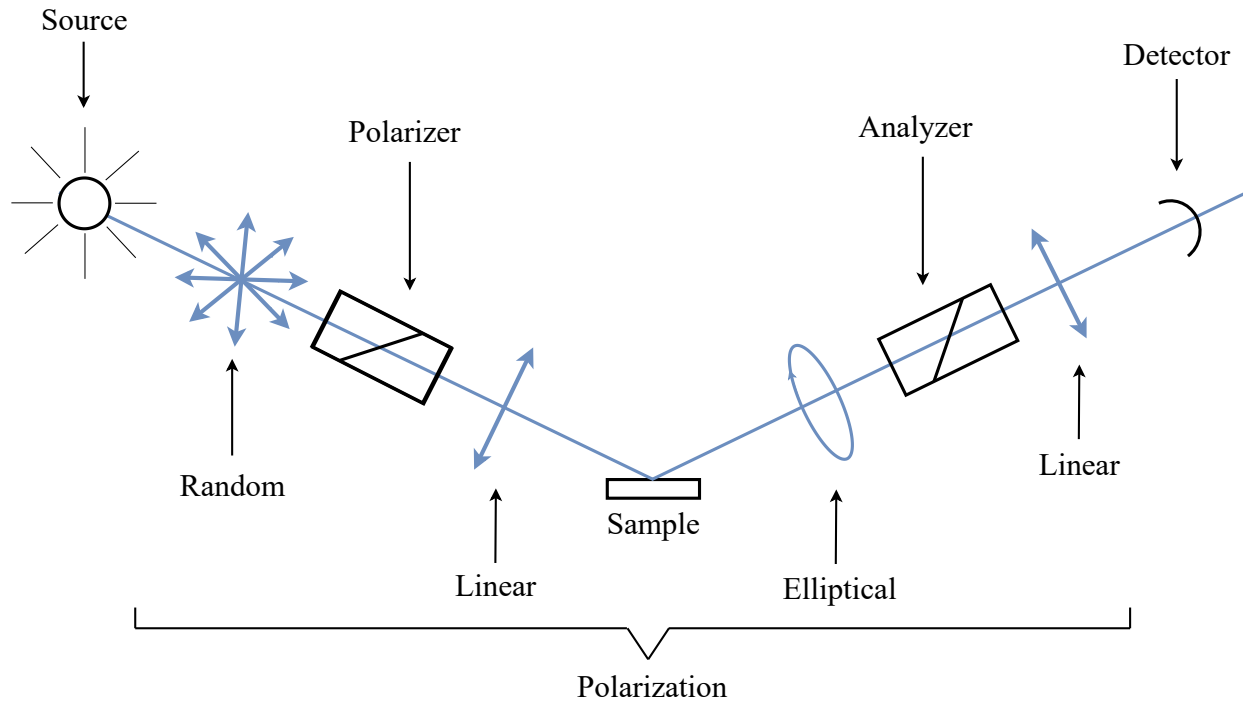 Source
Detector
Polarizer
Analyzer
Random
Linear
Sample
Linear
Elliptical
Polarization